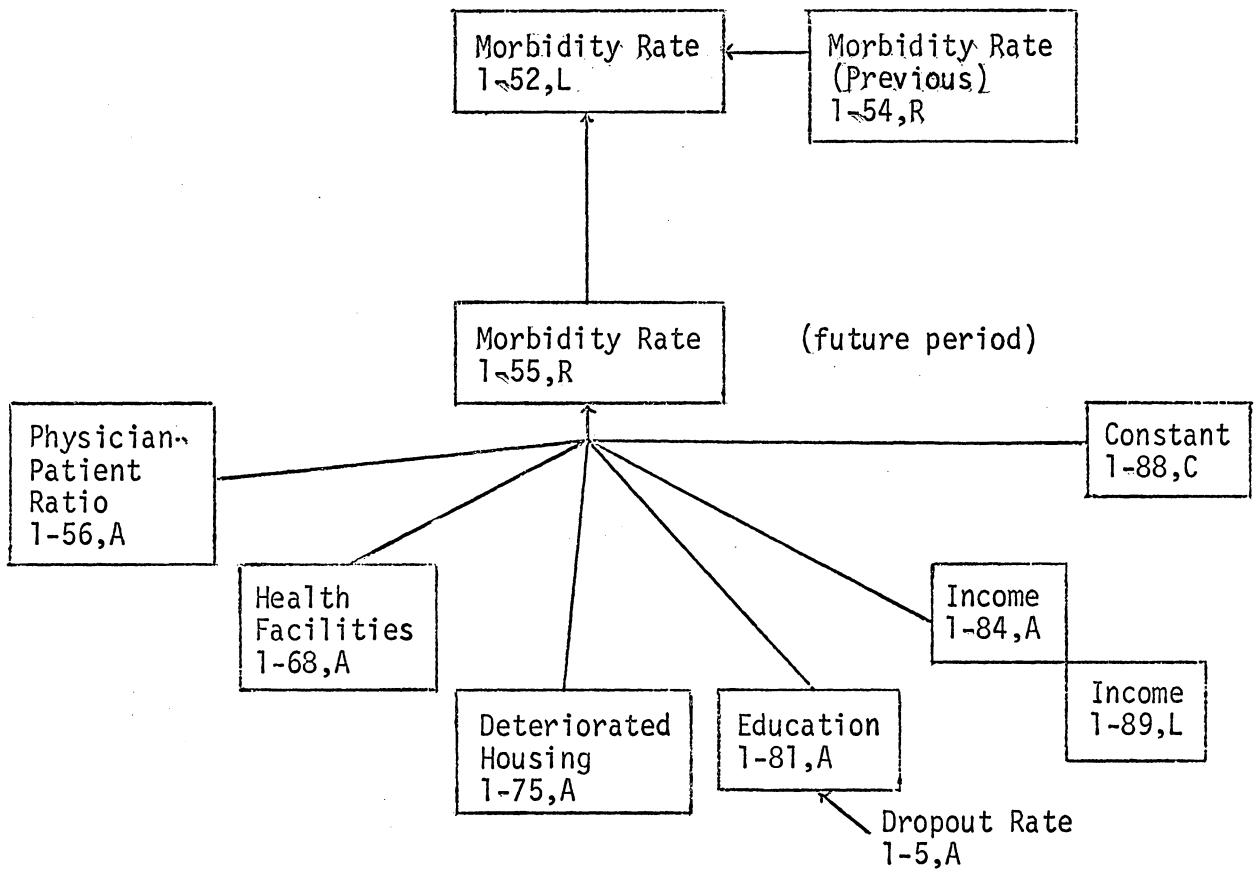 Morbidity Rate
1-52,L
Morbidity Rate
(Previous)
1-54,R
Morbidity Rate
1-55,R
(future period)
Physician-
Patient
Ratio
1-56,A
Constant
1-88,C
Health
Facilities
1-68,A
Income
1-84,A
Income
1-89,L
Deteriorated
Housing
1-75,A
Education
1-81,A
Dropout Rate
1-5,A